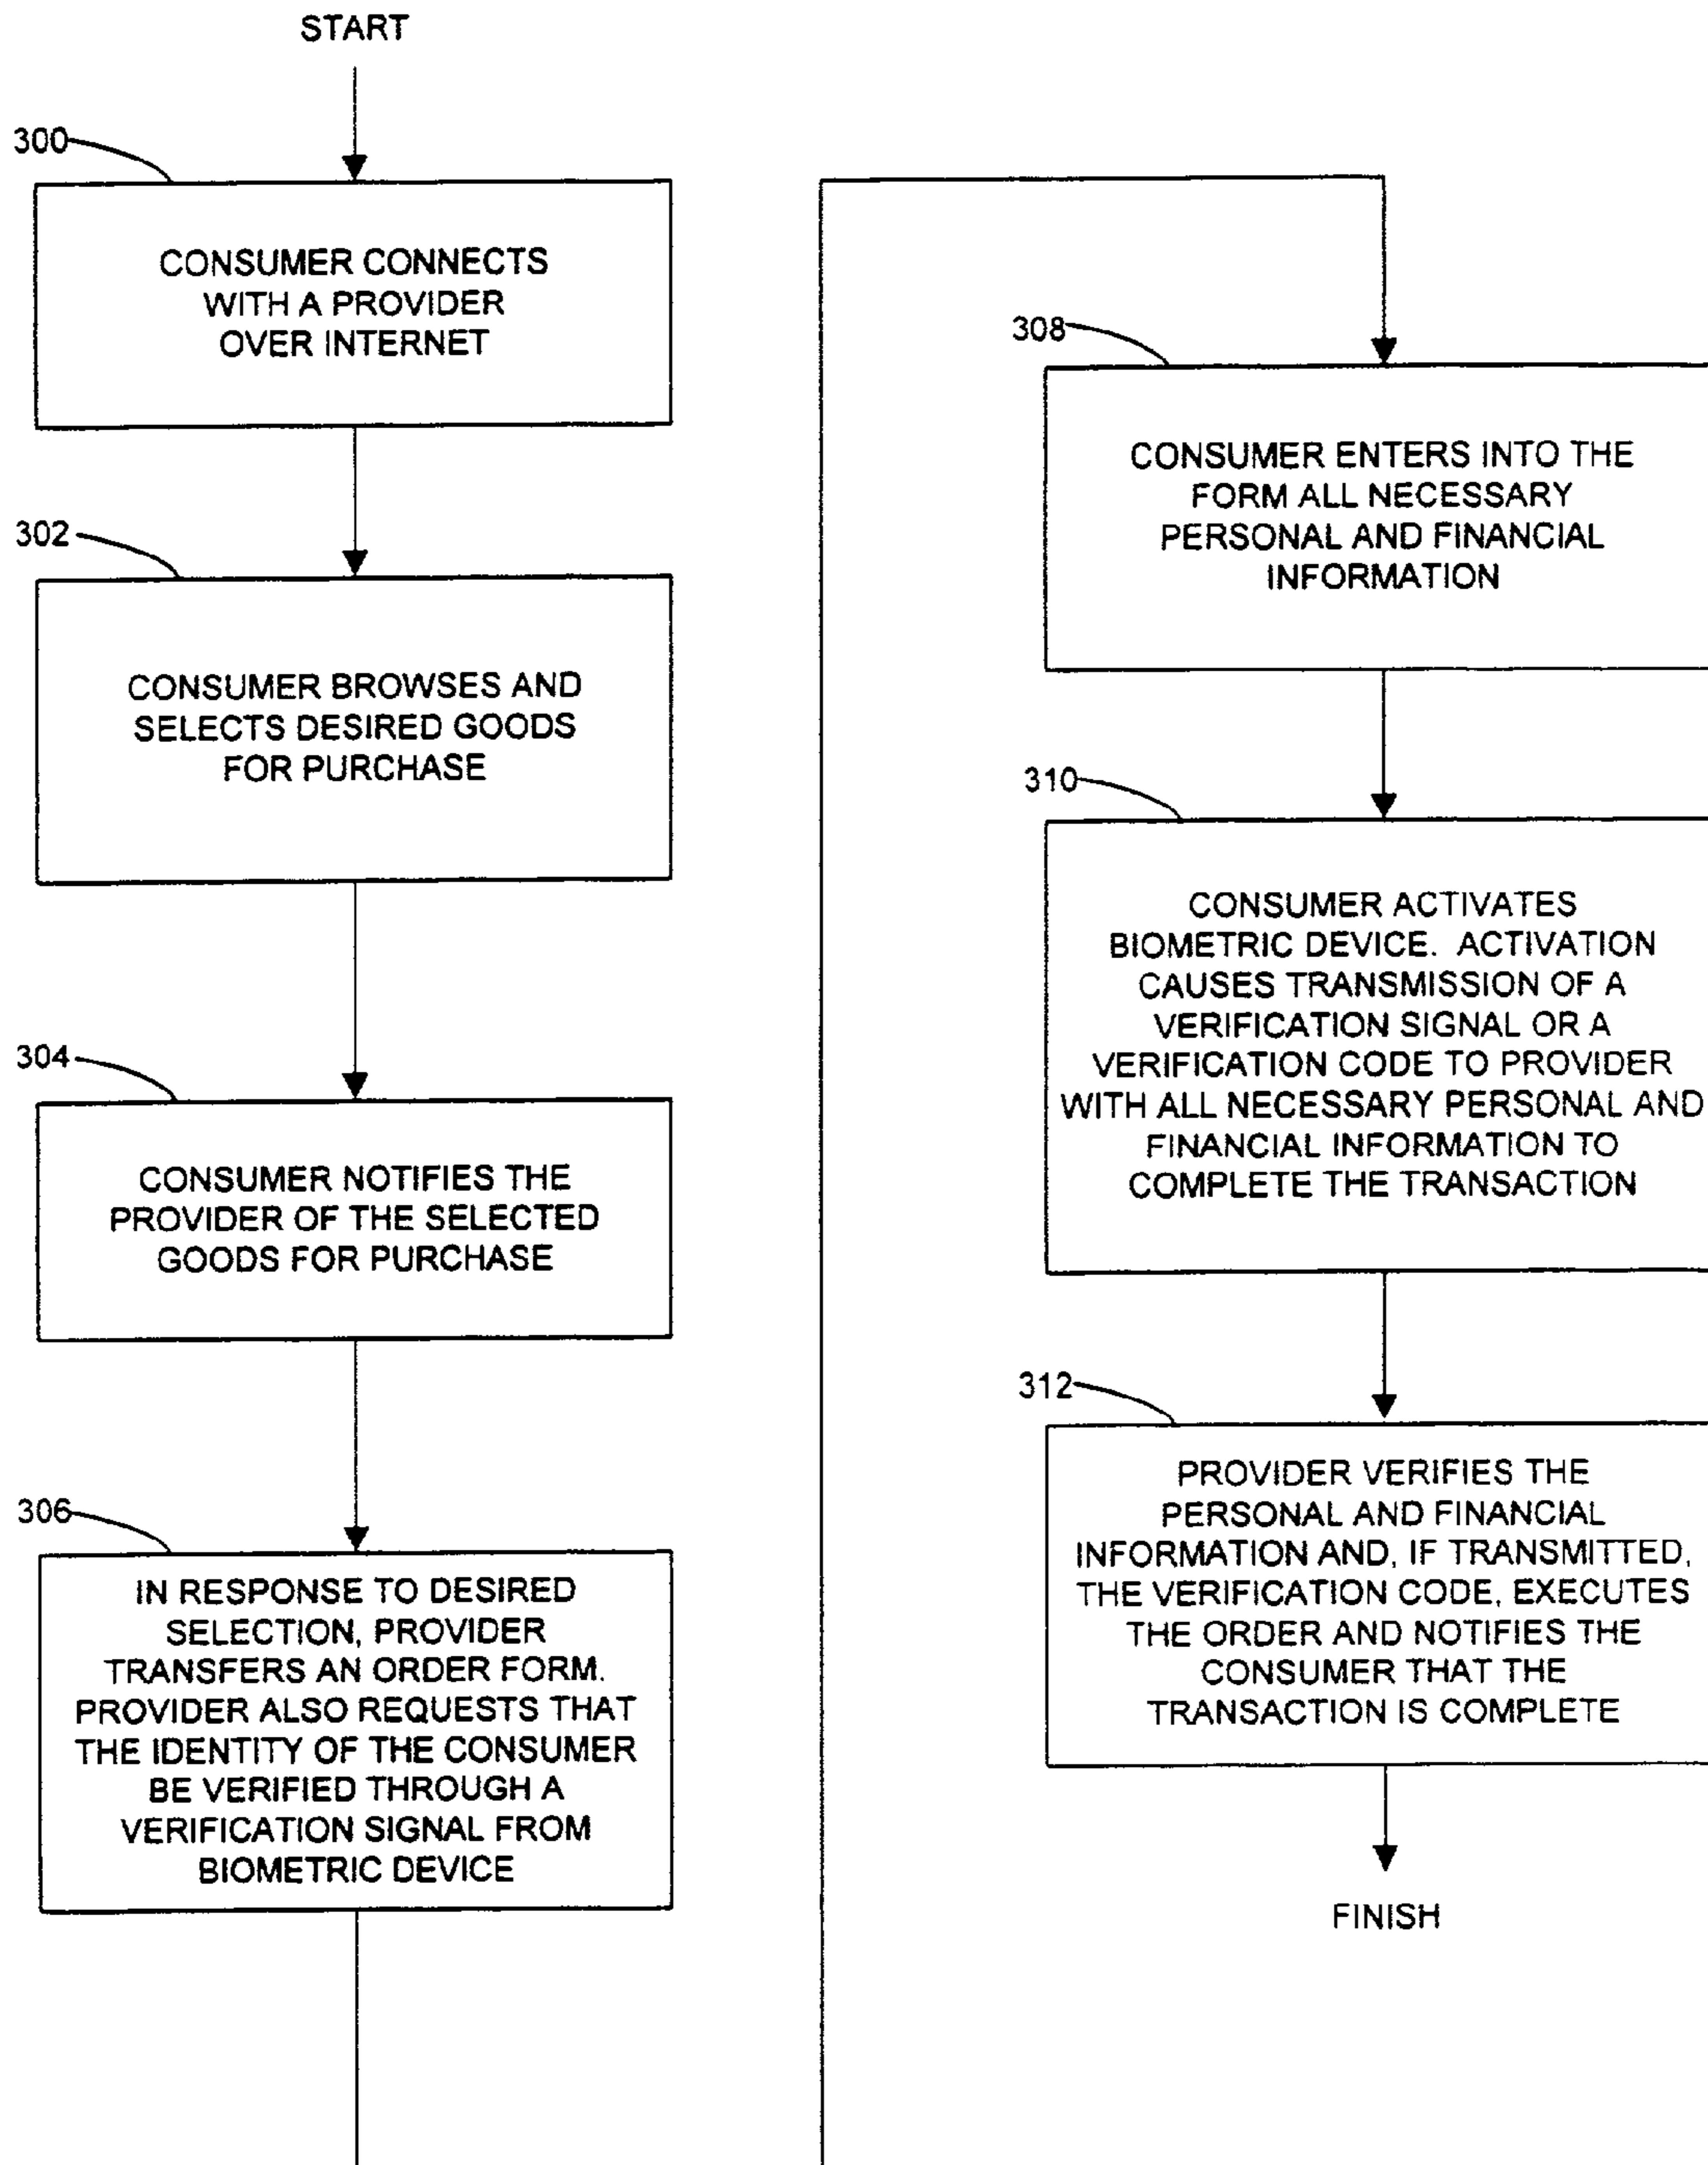 START
300
CONSUMER CONNECTS
WITH A PROVIDER
OVER INTERNET
302
CONSUMER BROWSES AND
SELECTS DESIRED GOODS
FOR PURCHASE
304
CONSUMER NOTIFIES THE
PROVIDER OF THE SELECTED
GOODS FOR PURCHASE
306
IN RESPONSE TO DESIRED
SELECTION, PROVIDER
TRANSFERS AN ORDER FORM.
PROVIDER ALSO REQUESTS THAT
THE IDENTITY OF THE CONSUMER
BE VERIFIED THROUGH A
VERIFICATION SIGNAL FROM
BIOMETRIC DEVICE
308
CONSUMER ENTERS INTO THE
FORM ALL NECESSARY
PERSONAL AND FINANCIAL
INFORMATION
310
CONSUMER ACTIVATES
BIOMETRIC DEVICE. ACTIVATION
CAUSES TRANSMISSION OF A
VERIFICATION SIGNAL OR A
VERIFICATION CODE TO PROVIDER
WITH ALL NECESSARY PERSONAL AND
FINANCIAL INFORMATION TO
COMPLETE THE TRANSACTION
312
PROVIDER VERIFIES THE
PERSONAL AND FINANCIAL
INFORMATION AND, IF TRANSMITTED,
THE VERIFICATION CODE, EXECUTES
THE ORDER AND NOTIFIES THE
CONSUMER THAT THE
TRANSACTION IS COMPLETE
FINISH